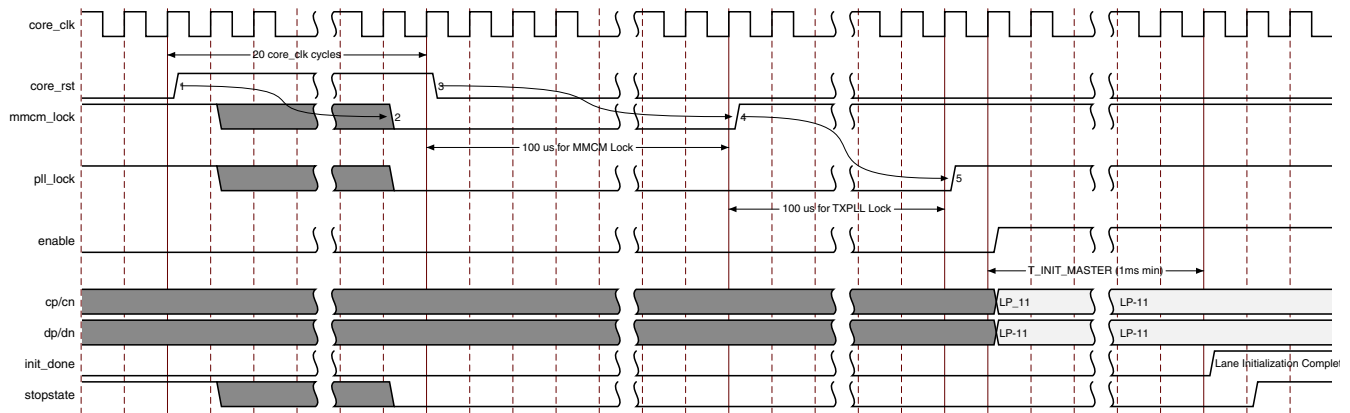 core_clk
20 core_clk cycles
core_rst
1
3
mmcm_lock
2
4
100 us for MMCM Lock
pll_lock
5
100 us for TXPLL Lock
enable
T_INIT_MASTER (1ms min)
cp/cn
LP_11
LP-11
dp/dn
LP-11
LP-11
init_done
Lane Initialization Complet
stopstate